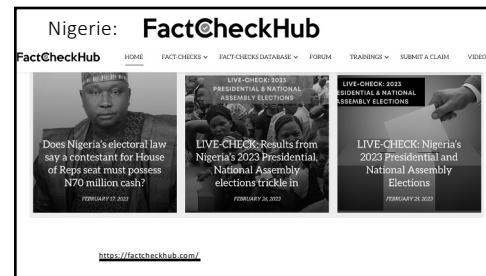 Nigerie: FactCheckHub
FactCheckHub HOME FACT-CHECKS FACT-CHECKS DATABASE FORUM TRAININGS SUBMIT A CLAIM VIDEO
Does Nigeria's electoral law
say a contestant for House
of Reps seat must possess
N70 million cash?
FEBRUARY 17, 2023
LIVE-CHECK: 2023
PRESIDENTIAL & NATIONAL
ASSEMBLY ELECTIONS
LIVE-CHECK: Results from
Nigeria's 2023 Presidential,
National Assembly
elections trickle in
FEBRUARY 26, 2023
LIVE-CHECK: 2023
ESIDENTIAL & NATIONAL
ASSEMBLY ELECTIONS
LIVE-CHECK: Nigeria's
2023 Presidential and
National Assembly
Elections
FEBRUARY 25, 2023
https://factcheckhub.com/